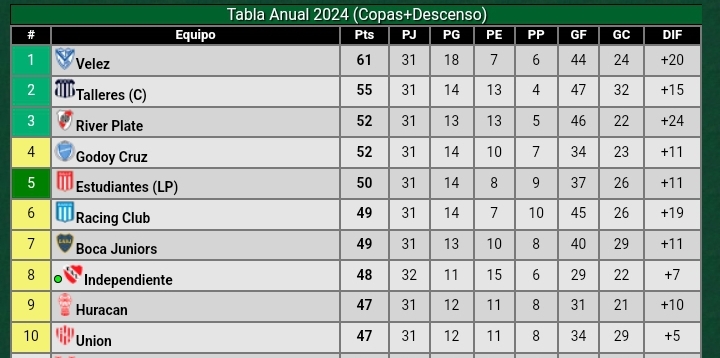 Tabla Anual 2024 (Copas+Descenso)
# Equipo Pts PJ PG PE PP GF GC DIF
1 Velez 61 31 18 7 6 44 24 +20
2 Talleres (C) 55 31 14 13 4 47 32 +15
3 River Plate 52 31 13 13 5 46 22 +24
4 Godoy Cruz 52 31 14 10 7 34 23 +11
5 Estudiantes (LP) 50 31 14 8 9 37 26 +11
6 Racing Club 49 31 14 7 10 45 26 +19
7 Boca Juniors 49 31 13 10 8 40 29 +11
8 Independiente 48 32 11 15 6 29 22 +7
9 Huracan 47 31 12 11 8 31 21 +10
10 Union 47 31 12 11 8 34 29 +5